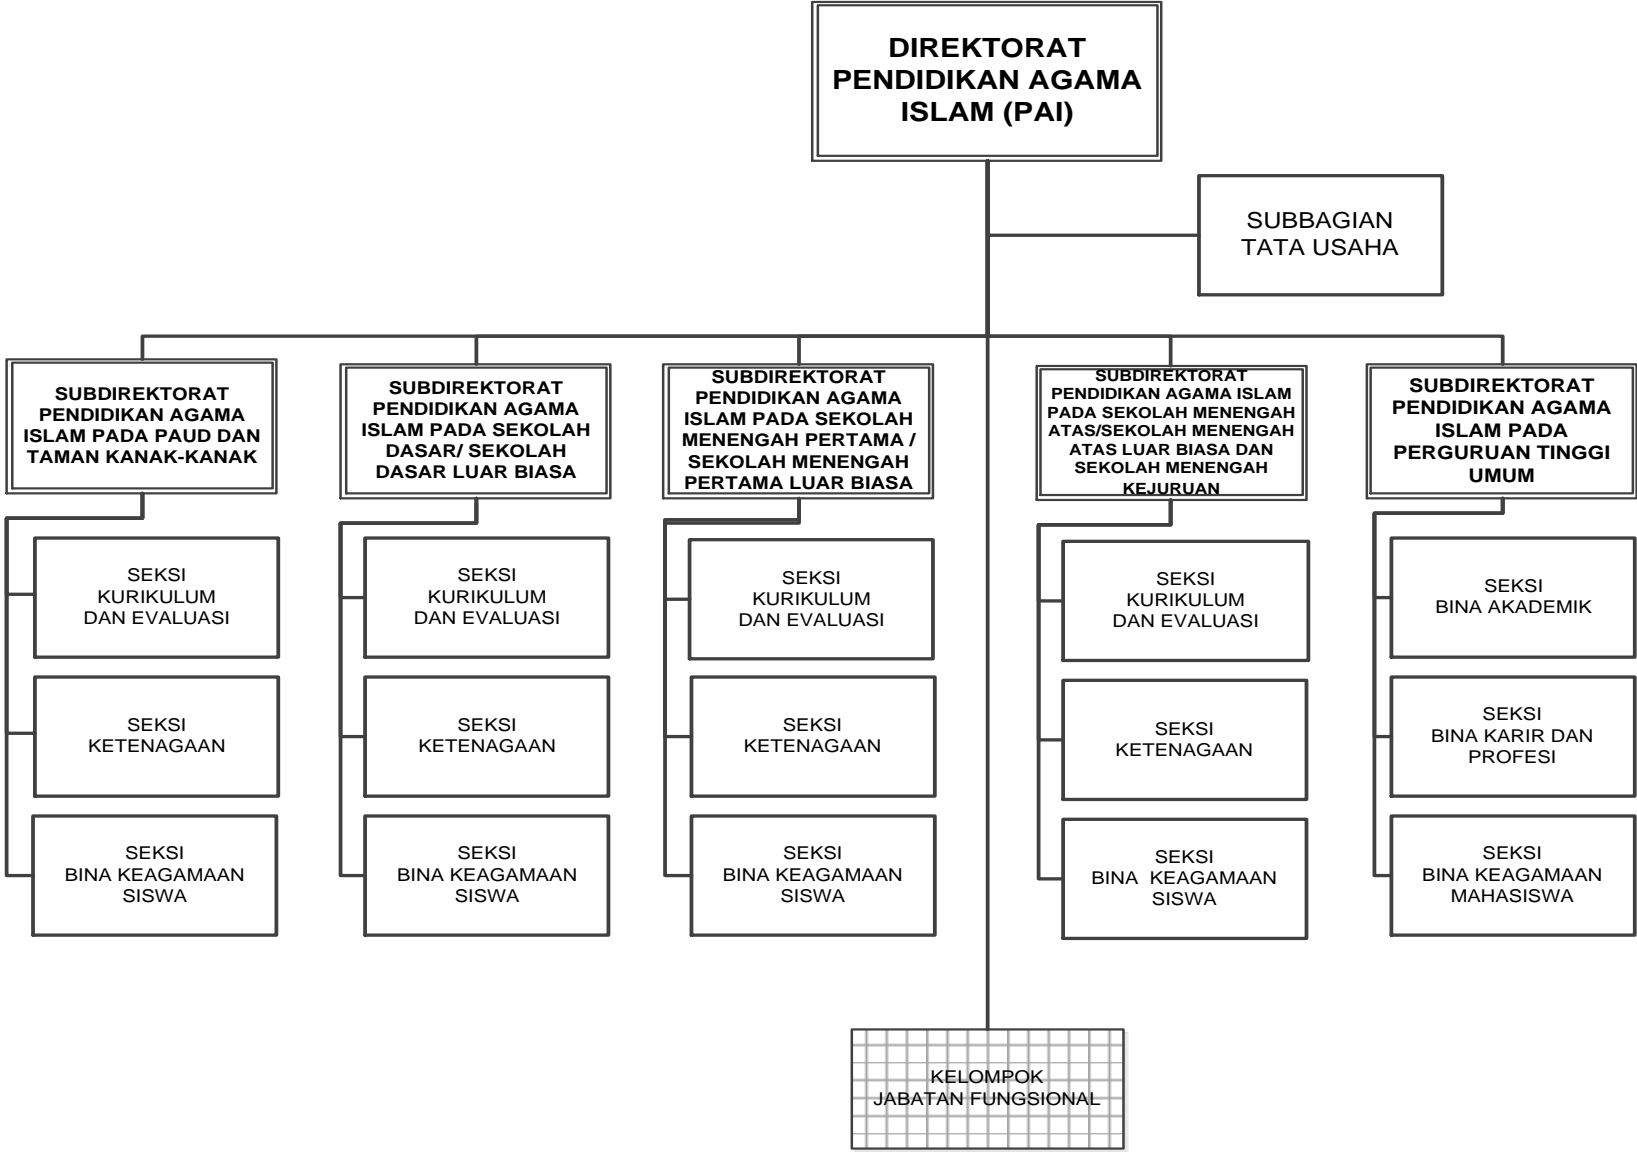 DIREKTORAT
PENDIDIKAN AGAMA
ISLAM (PAI)
SUBBAGIAN
TATA USAHA
SUBDIREKTORAT
PENDIDIKAN AGAMA
ISLAM PADA PAUD DAN
TAMAN KANAK-KANAK
SUBDIREKTORAT
PENDIDIKAN AGAMA
ISLAM PADA SEKOLAH
DASAR/ SEKOLAH
DASAR LUAR BIASA
SUBDIREKTORAT
PENDIDIKAN AGAMA
ISLAM PADA SEKOLAH
MENENGAH PERTAMA /
SEKOLAH MENENGAH
PERTAMA LUAR BIASA
SUBDIREKTORAT
PENDIDIKAN AGAMA ISLAM
PADA SEKOLAH MENENGAH
ATAS/SEKOLAH MENENGAH
ATAS LUAR BIASA DAN
SEKOLAH MENENGAH
KEJURUAN
SUBDIREKTORAT
PENDIDIKAN AGAMA
ISLAM PADA
PERGURUAN TINGGI
UMUM
SEKSI
KURIKULUM
DAN EVALUASI
SEKSI
KURIKULUM
DAN EVALUASI
SEKSI
KURIKULUM
DAN EVALUASI
SEKSI
KURIKULUM
DAN EVALUASI
SEKSI
BINA AKADEMIK
SEKSI
KETENAGAAN
SEKSI
KETENAGAAN
SEKSI
KETENAGAAN
SEKSI
KETENAGAAN
SEKSI
BINA KARIR DAN
PROFESI
SEKSI
BINA KEAGAMAAN
SISWA
SEKSI
BINA KEAGAMAAN
SISWA
SEKSI
BINA KEAGAMAAN
SISWA
SEKSI
BINA  KEAGAMAAN
SISWA
SEKSI
BINA KEAGAMAAN
MAHASISWA
KELOMPOK
JABATAN FUNGSIONAL